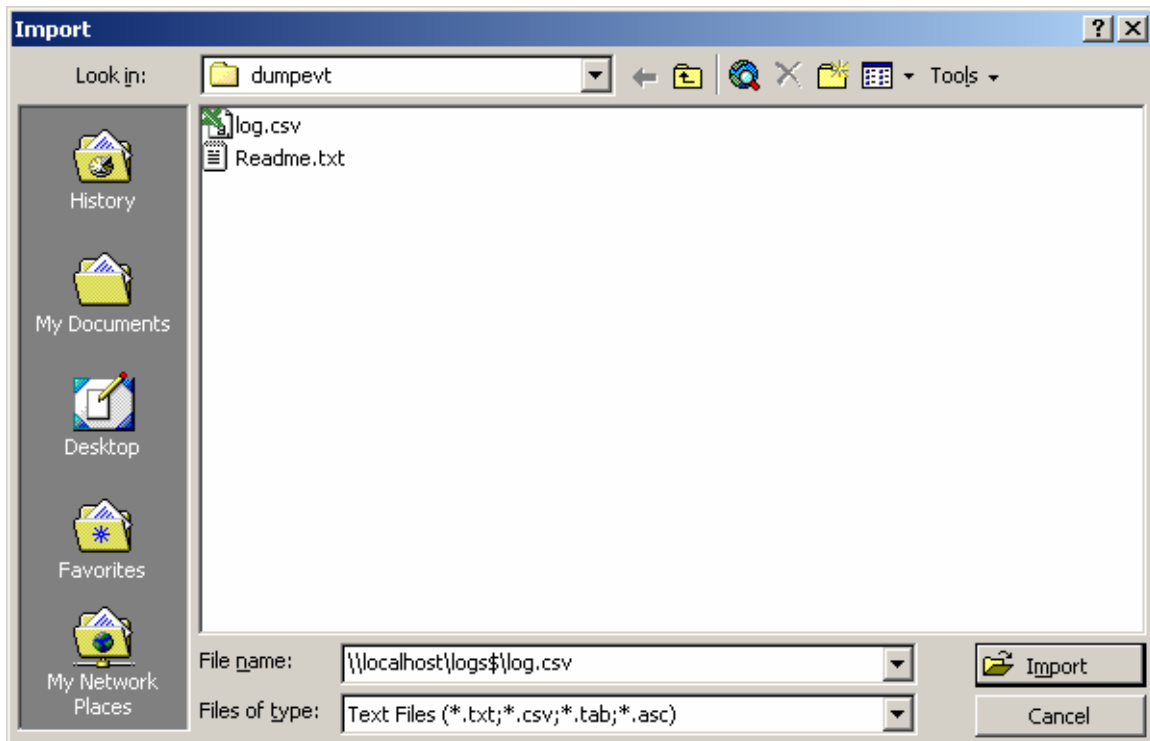 Import
Look in:
dumpevt
Tools
log.csv
Readme.txt
History
My Documents
Desktop
Favorites
My Network
Places
File name:
\\localhost\logs$\log.csv
Import
Files of type:
Text Files (*.txt;*.csv;*.tab;*.asc)
Cancel